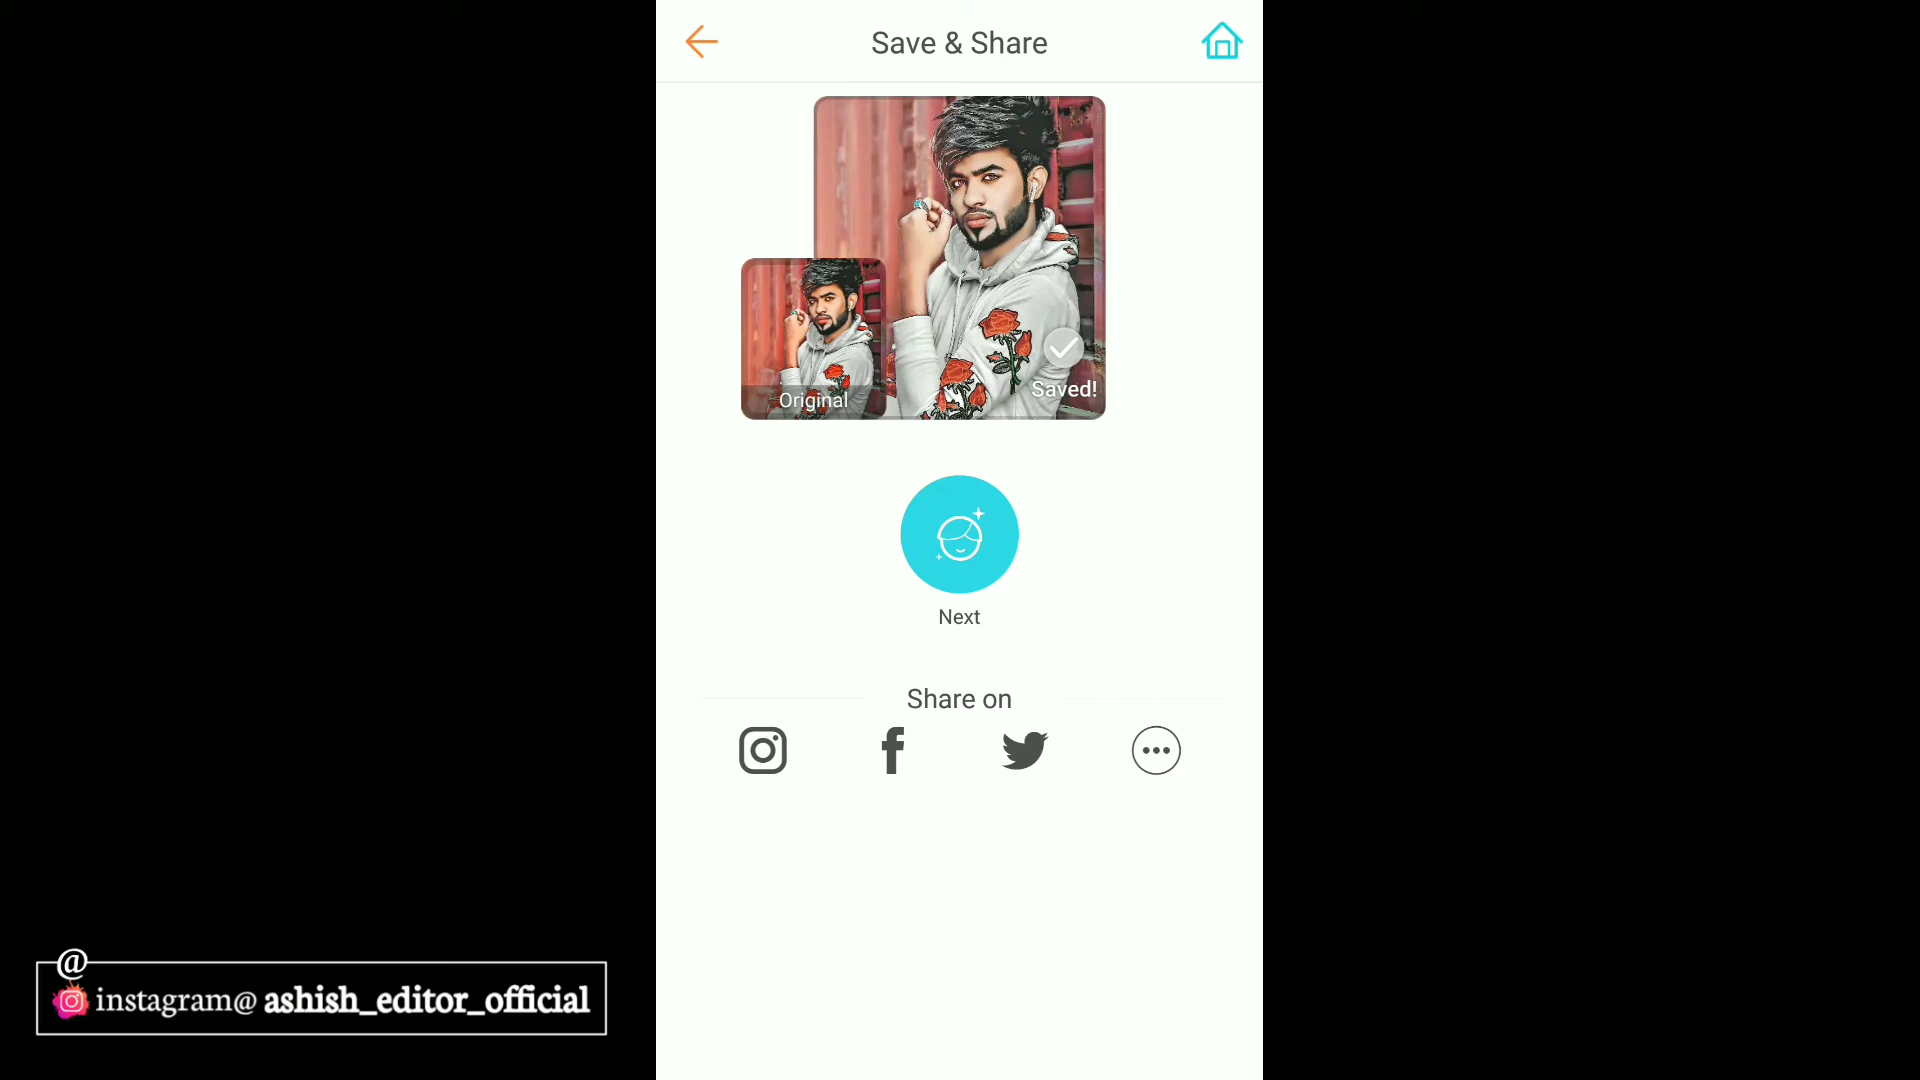 Save & Share
Original
Saved!
Next
Share on
@
instagram@ ashish_editor_official